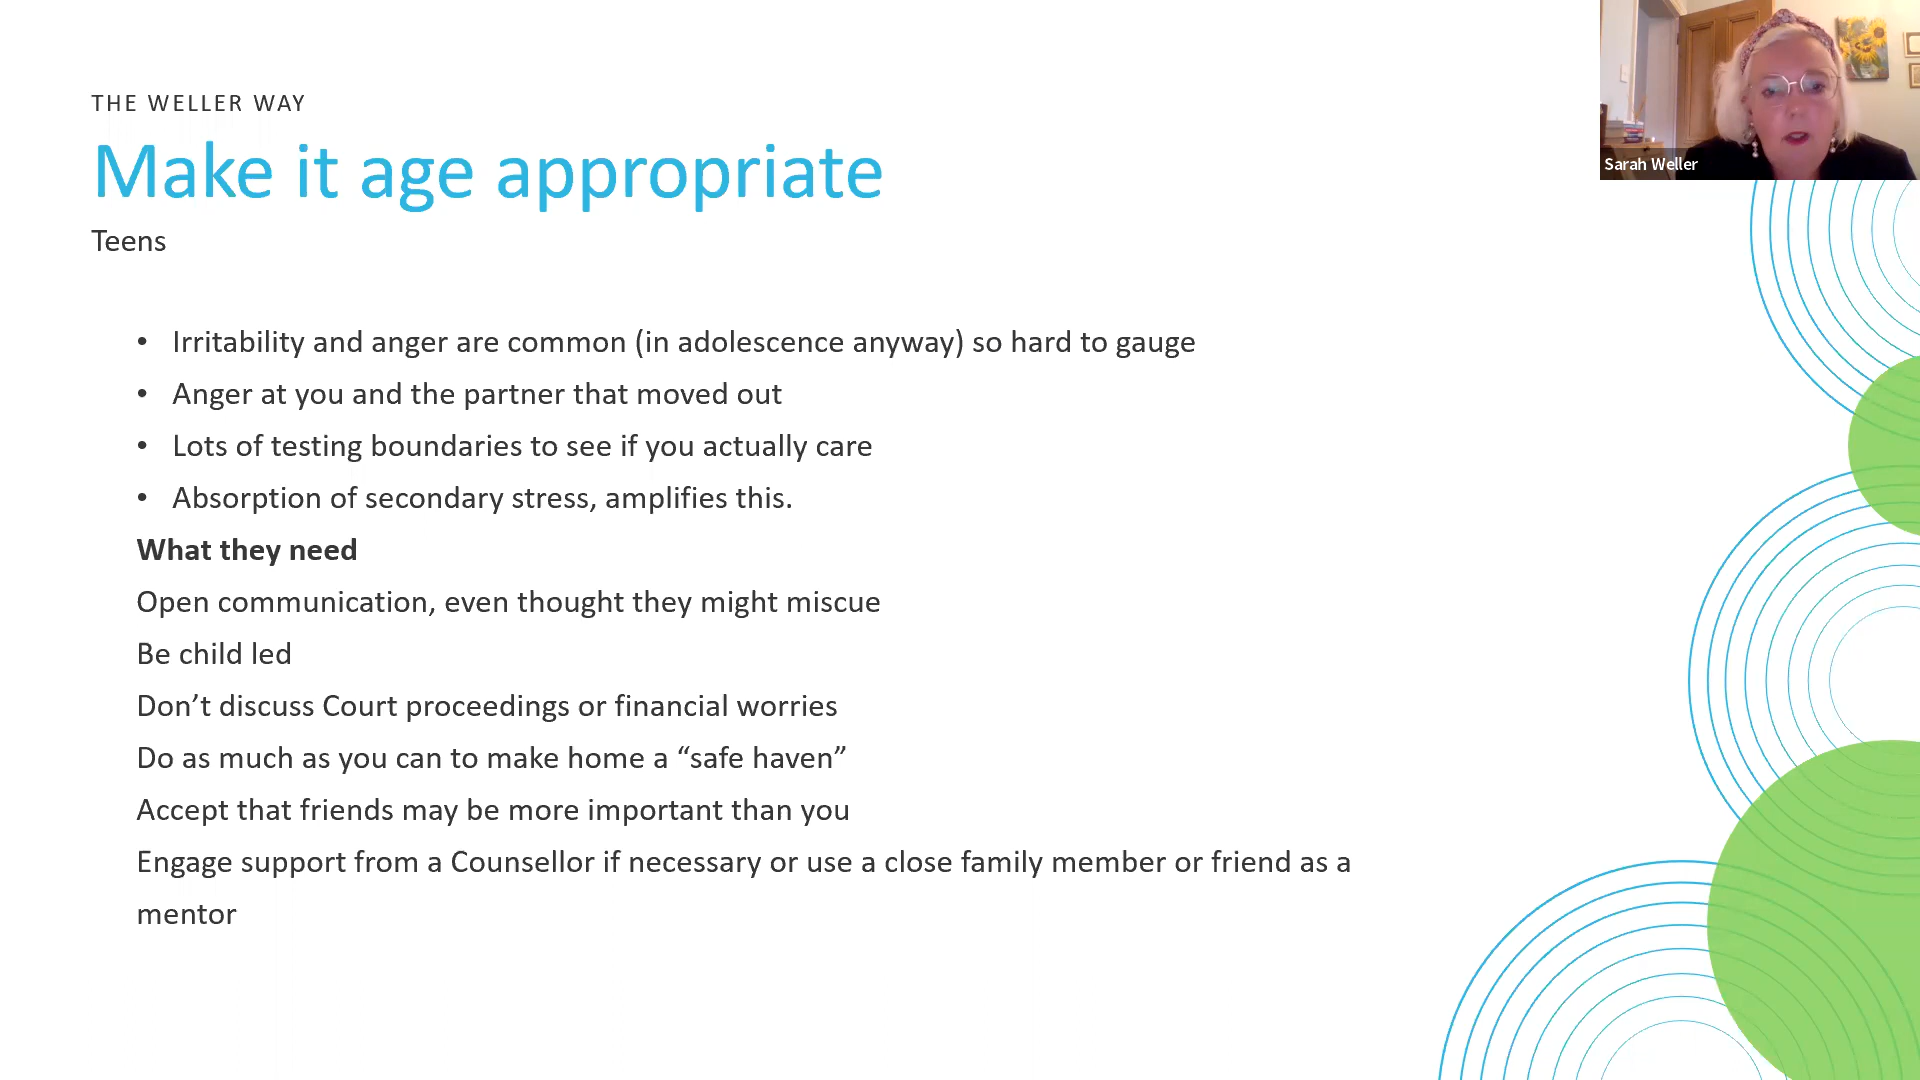 THE WELLER WAY
Make it age appropriate
Teens
• Irritability and anger are common (in adolescence anyway) so hard to gauge
• Anger at you and the partner that moved out
• Lots of testing boundaries to see if you actually care
• Absorption of secondary stress, amplifies this.
What they need
Open communication, even thought they might miscue
Be child led
Don’t discuss Court proceedings or financial worries
Do as much as you can to make home a “safe haven”
Accept that friends may be more important than you
Engage support from a Counsellor if necessary or use a close family member or friend as a
mentor
Sarah Weller